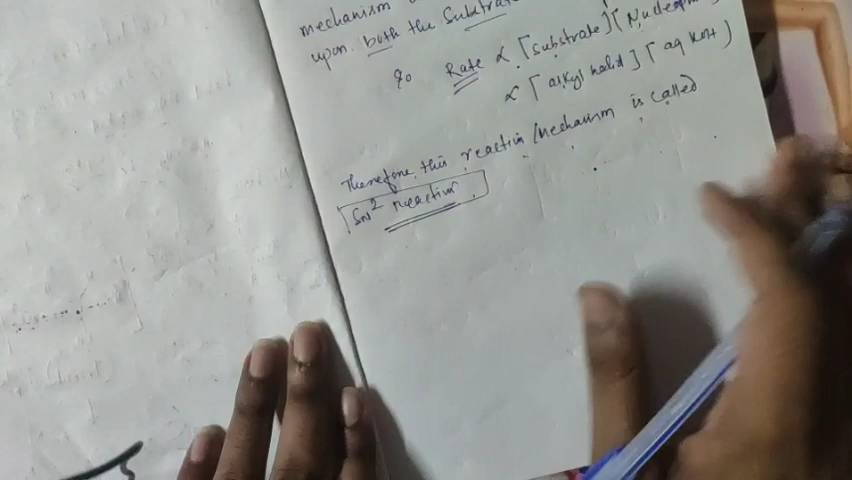 mechanism
upon both the Substrate
Rate ∝ [Substrate] [Nucleophi
∝ [alkyl halid] [aq KOH)
Therefore this reaction/Mechanism is called
SN² reaction